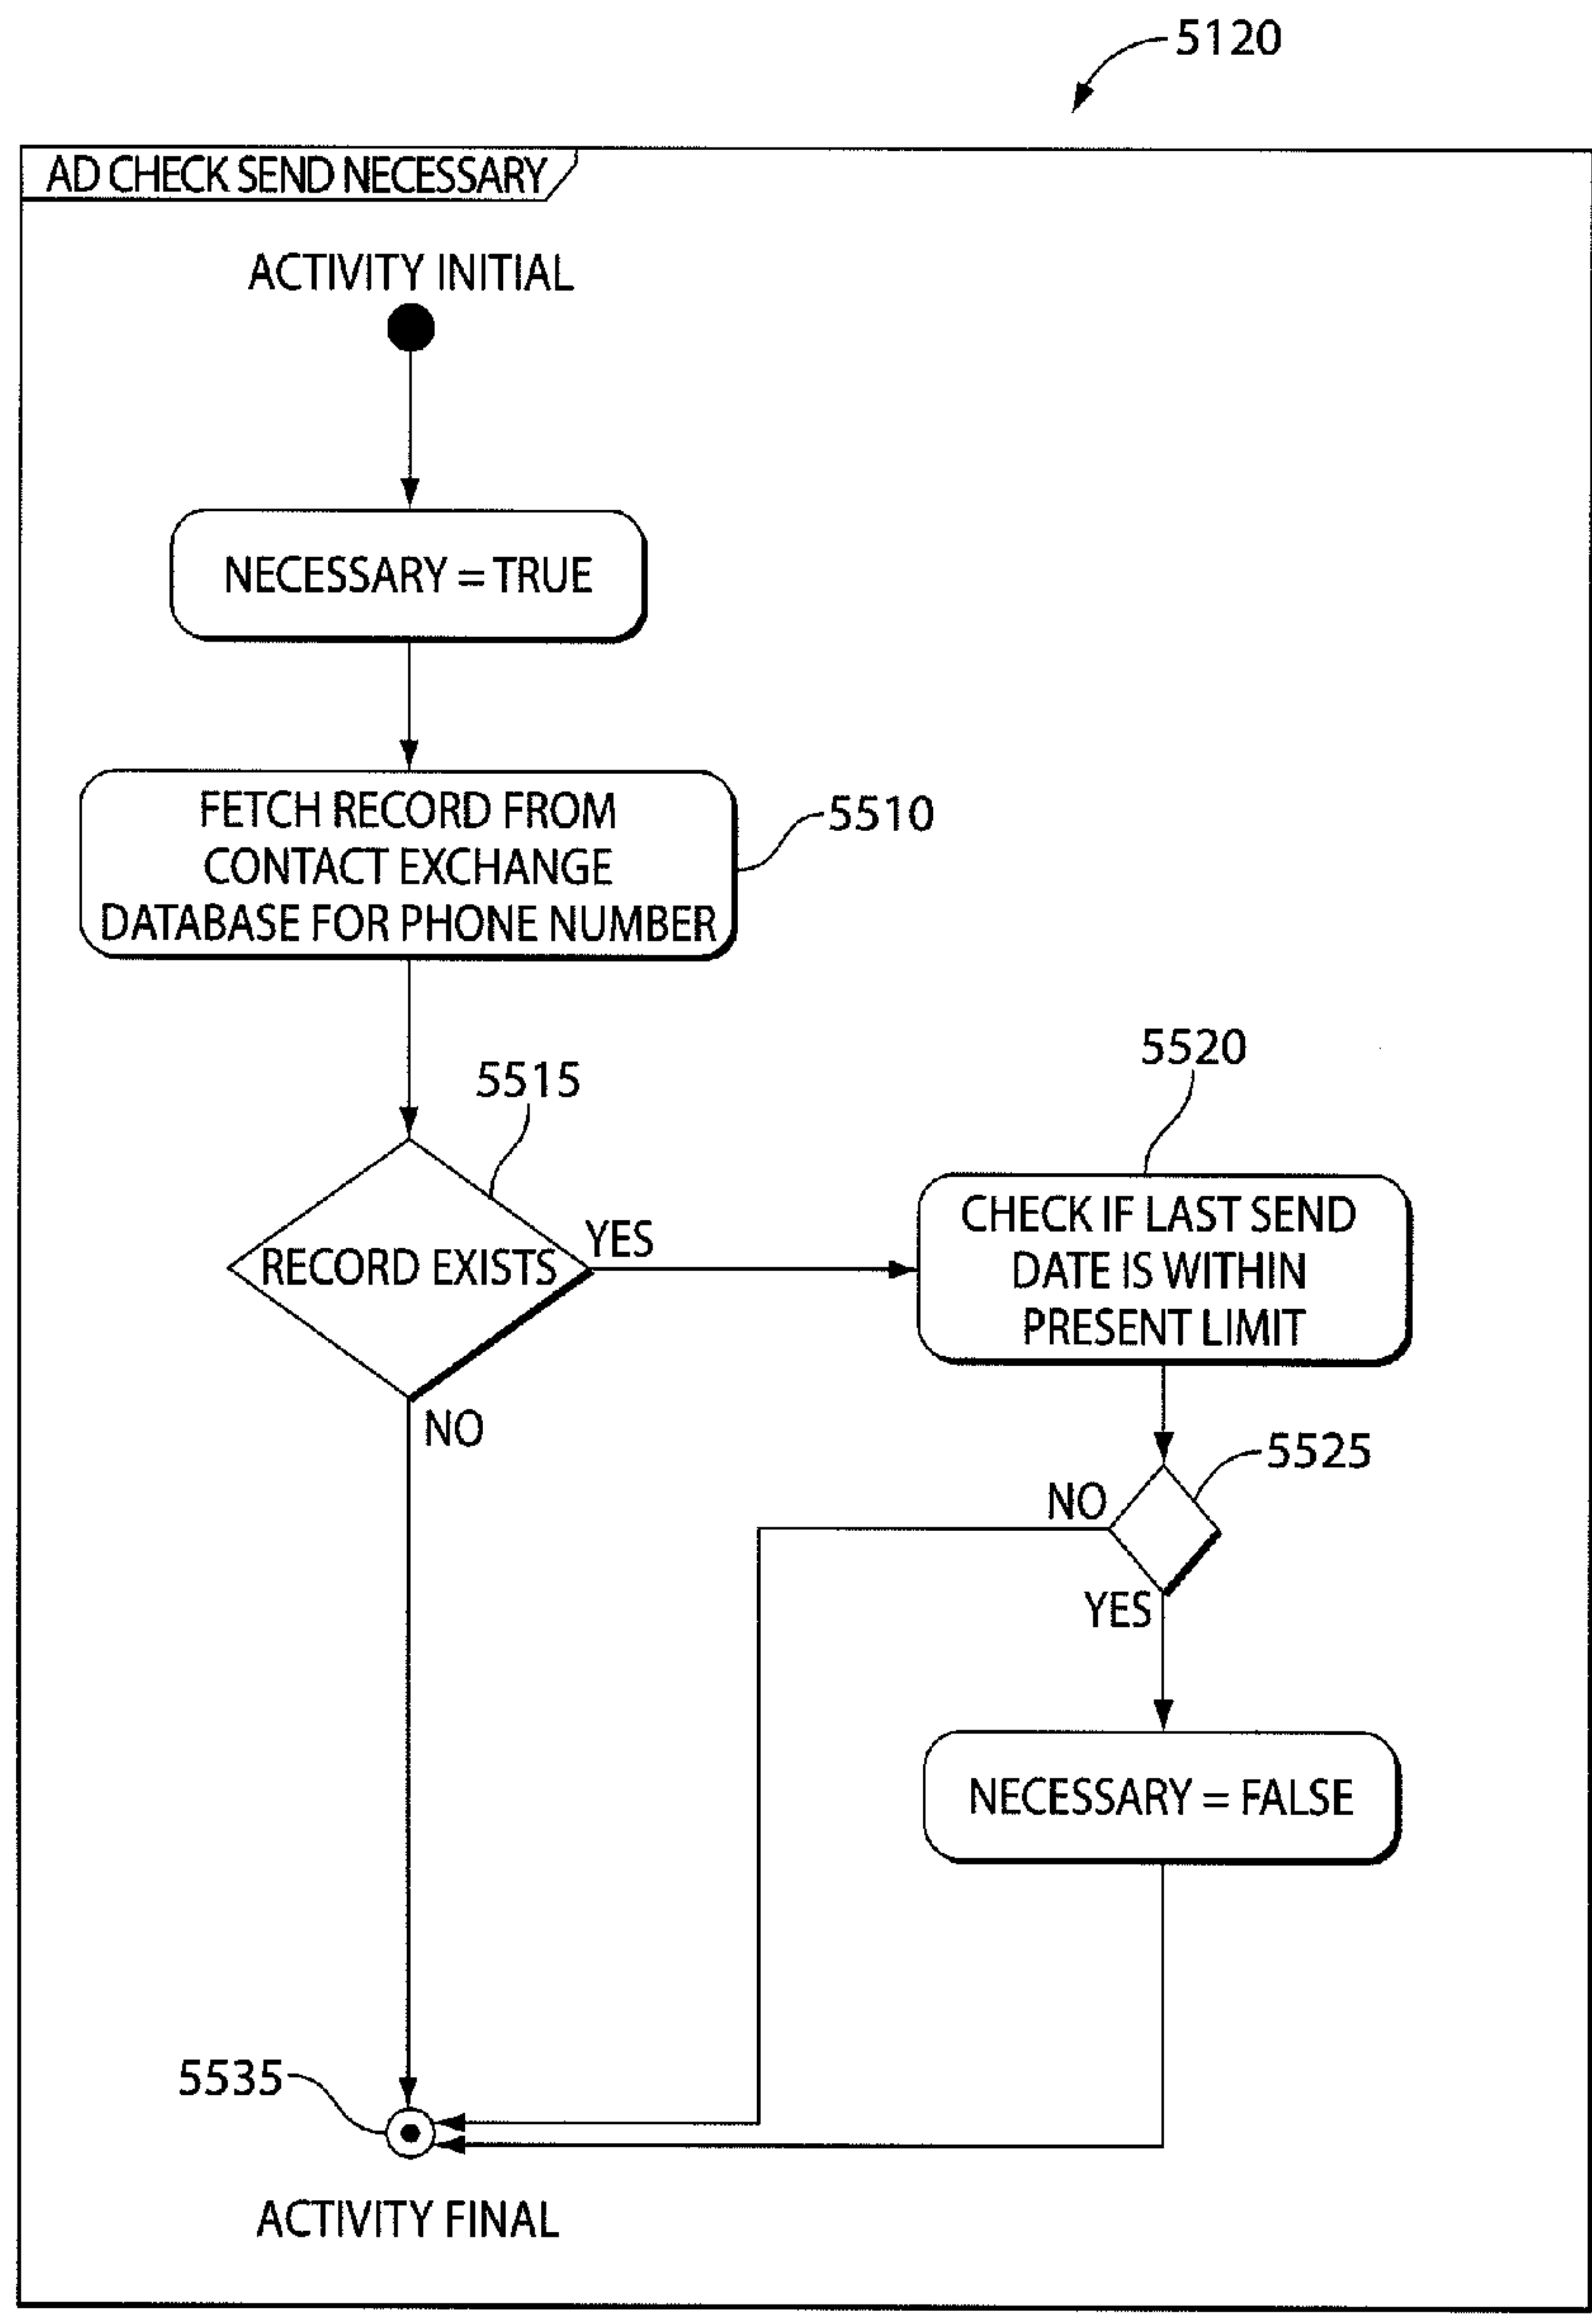 5120
AD CHECK SEND NECESSARY
ACTIVITY INITIAL
NECESSARY = TRUE
FETCH RECORD FROM
CONTACT EXCHANGE
DATABASE FOR PHONE NUMBER
5510
5515
RECORD EXISTS
YES
NO
5520
CHECK IF LAST SEND
DATE IS WITHIN
PRESENT LIMIT
5525
NO
YES
NECESSARY = FALSE
5535
ACTIVITY FINAL